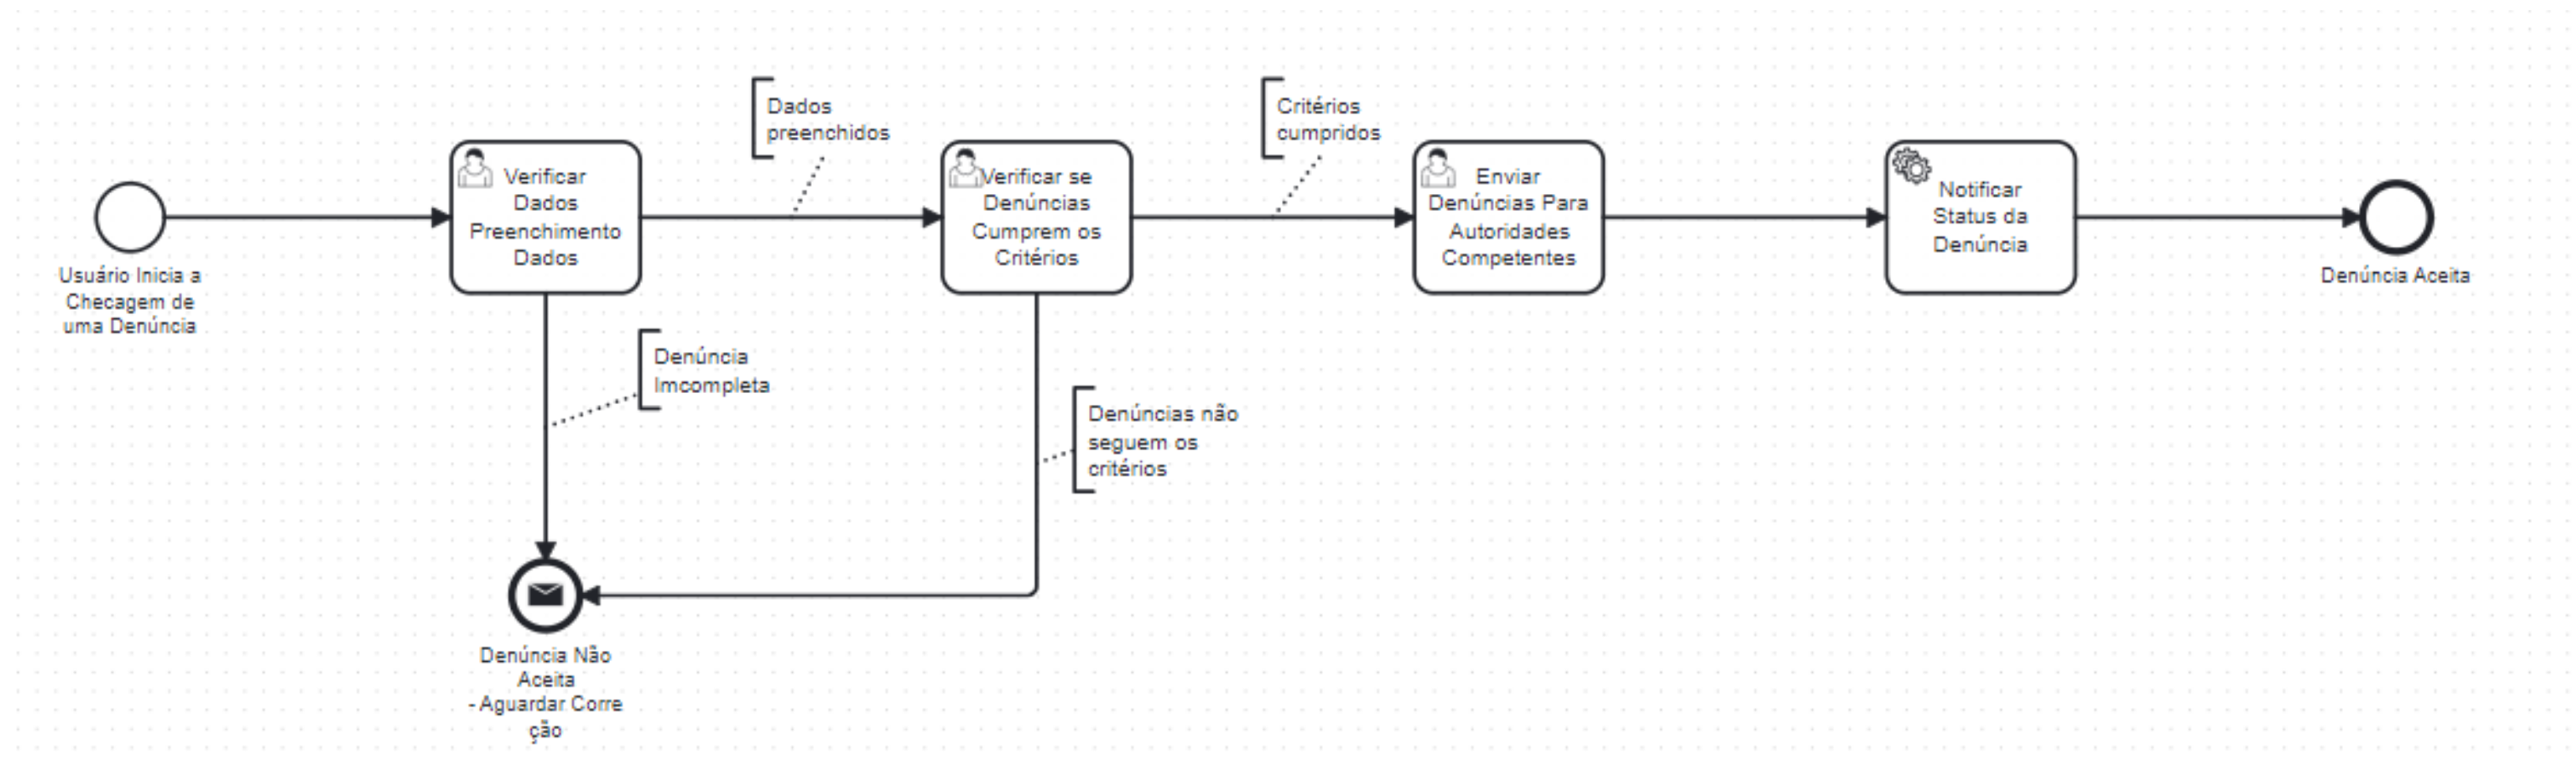 Usuário Inicia a
Checagem de
uma Denúncia
Verificar
Dados
Preenchimento
Dados
Dados
preenchidos
Verificar se
Denúncias
Cumprem os
Critérios
Critérios
cumpridos
Enviar
Denúncias Para
Autoridades
Competentes
Notificar
Status da
Denúncia
Denúncia Aceita
Denúncia
Imcompleta
Denúncias não
seguem os
critérios
Denúncia Não
Aceita
- Aguardar Corre
ção